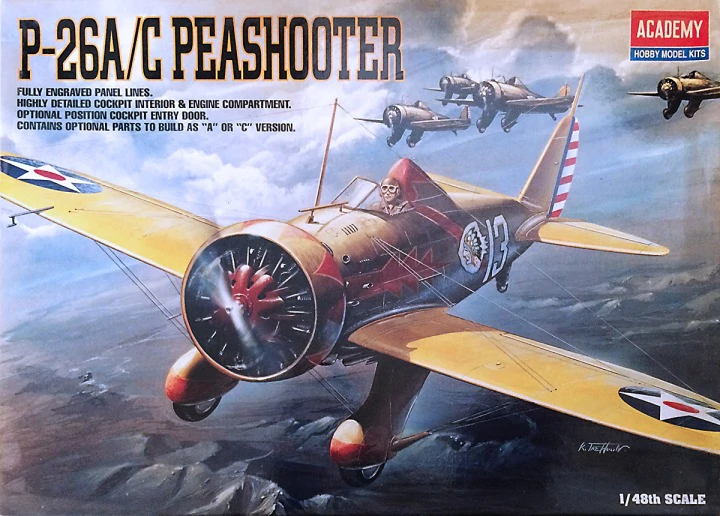 P-26A/C PEASHOOTER
ACADEMY
HOBBY MODEL KITS
FULLY ENGRAVED PANEL LINES.
HIGHLY DETAILED COCKPIT INTERIOR & ENGINE COMPARTMENT.
OPTIONAL POSITION COCKPIT ENTRY DOOR.
CONTAINS OPTIONAL PARTS TO BUILD AS "A" OR "C" VERSION.
13
1/48th SCALE